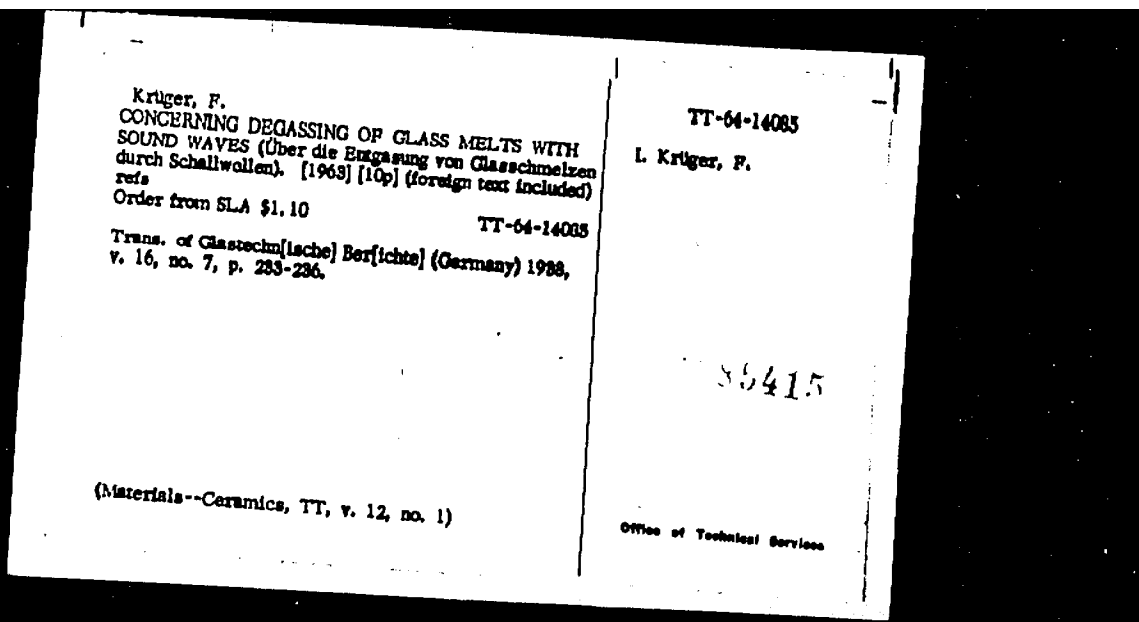 Krüger, F.
CONCERNING DEGASSING OF GLASS MELTS WITH
SOUND WAVES (Über die Entgasung von Glasschmelzen
durch Schallwellen). [1963] [10p] (foreign text included)
refs
Order from SLA $1.10 TT-64-14085
Trans. of Glastechn[ische] Ber[ichte] (Germany) 1938,
v. 16, no. 7, p. 233-236.
(Materials--Ceramics, TT, v. 12, no. 1)
TT-64-14085
I. Krüger, F.
Office of Technical Services